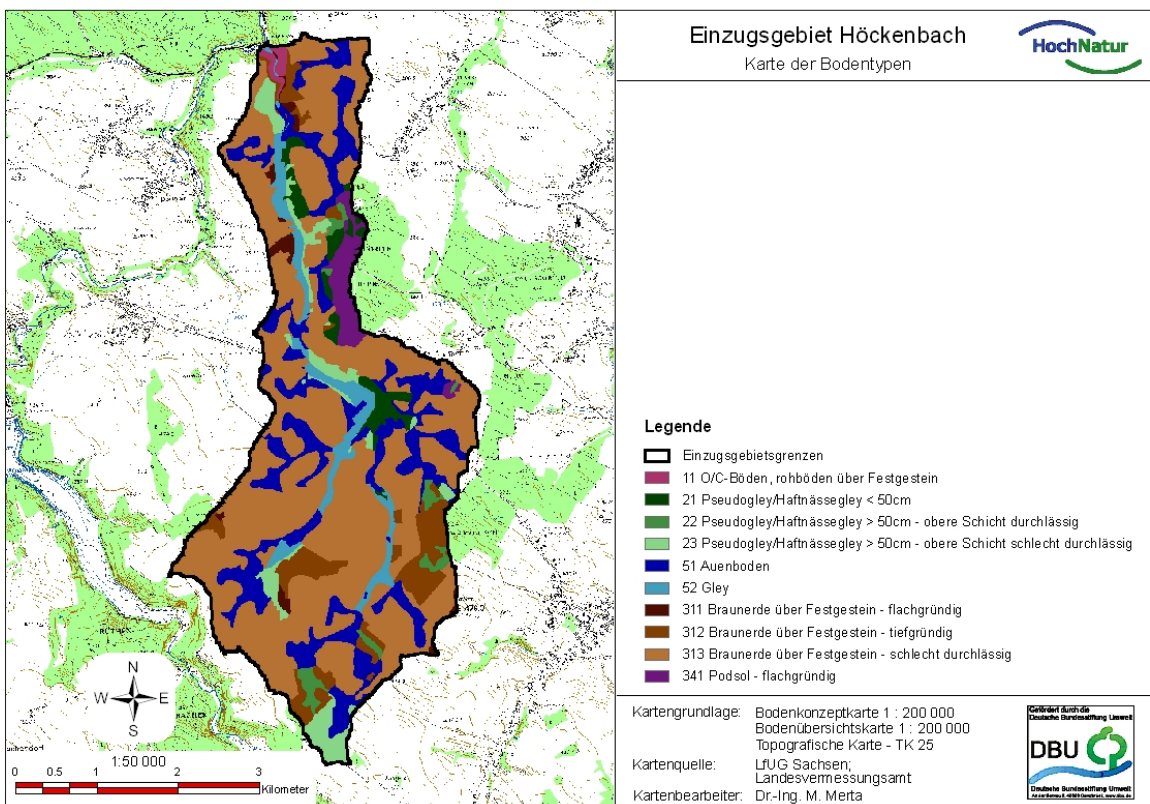 Einzugsgebiet Höckenbach
Karte der Bodentypen
HochNatur
Legende
Einzugsgebietsgrenzen
11 O/C-Böden, rohböden über Festgestein
21 Pseudogley/Haftnässegley < 50cm
22 Pseudogley/Haftnässegley > 50cm - obere Schicht durchlässig
23 Pseudogley/Haftnässegley > 50cm - obere Schicht schlecht durchlässig
51 Auenboden
52 Gley
311 Braunerde über Festgestein - flachgründig
312 Braunerde über Festgestein - tiefgründig
313 Braunerde über Festgestein - schlecht durchlässig
341 Podsol - flachgründig
N
W E
S
1:50 000
0 0.5 1 2 3
Kilometer
Kartengrundlage: Bodenkonzeptkarte 1 : 200 000
Bodenübersichtskarte 1 : 200 000
Topografische Karte - TK 25
Kartenquelle: LfUG Sachsen;
Landesvermessungsamt
Kartenbearbeiter: Dr.-Ing. M. Merta
Gefördert durch die
Deutsche Bundesstiftung Umwelt
DBU
Deutsche Bundesstiftung Umwelt